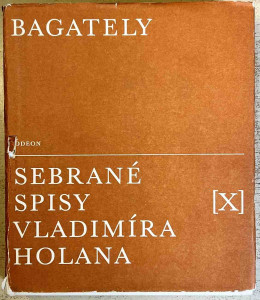 BAGATELY
ODEON
SEBRANÉ
SPISY [X]
VLADIMÍRA
HOLANA